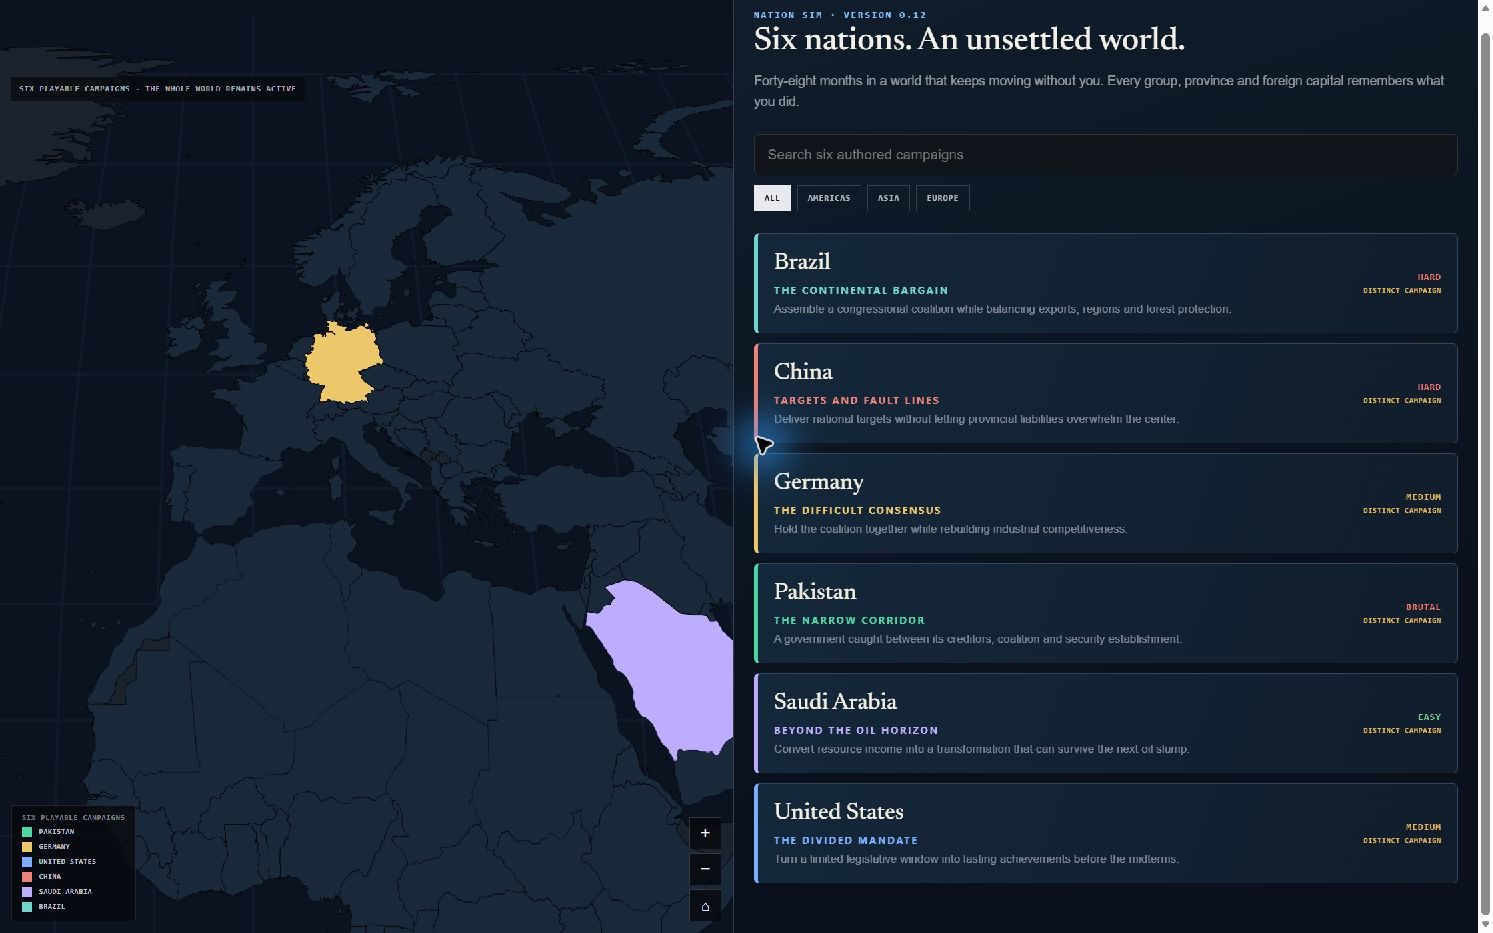 SIX PLAYABLE CAMPAIGNS · THE WHOLE WORLD REMAINS ACTIVE
SIX PLAYABLE CAMPAIGNS
PAKISTAN
GERMANY
UNITED STATES
CHINA
SAUDI ARABIA
BRAZIL
+
−
⌂
NATION SIM · VERSION 0.12
Six nations. An unsettled world.
Forty-eight months in a world that keeps moving without you. Every group, province and foreign capital remembers what
you did.
Search six authored campaigns
ALL AMERICAS ASIA EUROPE
Brazil
THE CONTINENTAL BARGAIN
Assemble a congressional coalition while balancing exports, regions and forest protection.
HARD
DISTINCT CAMPAIGN
China
TARGETS AND FAULT LINES
Deliver national targets without letting provincial liabilities overwhelm the center.
HARD
DISTINCT CAMPAIGN
Germany
THE DIFFICULT CONSENSUS
Hold the coalition together while rebuilding industrial competitiveness.
MEDIUM
DISTINCT CAMPAIGN
Pakistan
THE NARROW CORRIDOR
A government caught between its creditors, coalition and security establishment.
BRUTAL
DISTINCT CAMPAIGN
Saudi Arabia
BEYOND THE OIL HORIZON
Convert resource income into a transformation that can survive the next oil slump.
EASY
DISTINCT CAMPAIGN
United States
THE DIVIDED MANDATE
Turn a limited legislative window into lasting achievements before the midterms.
MEDIUM
DISTINCT CAMPAIGN